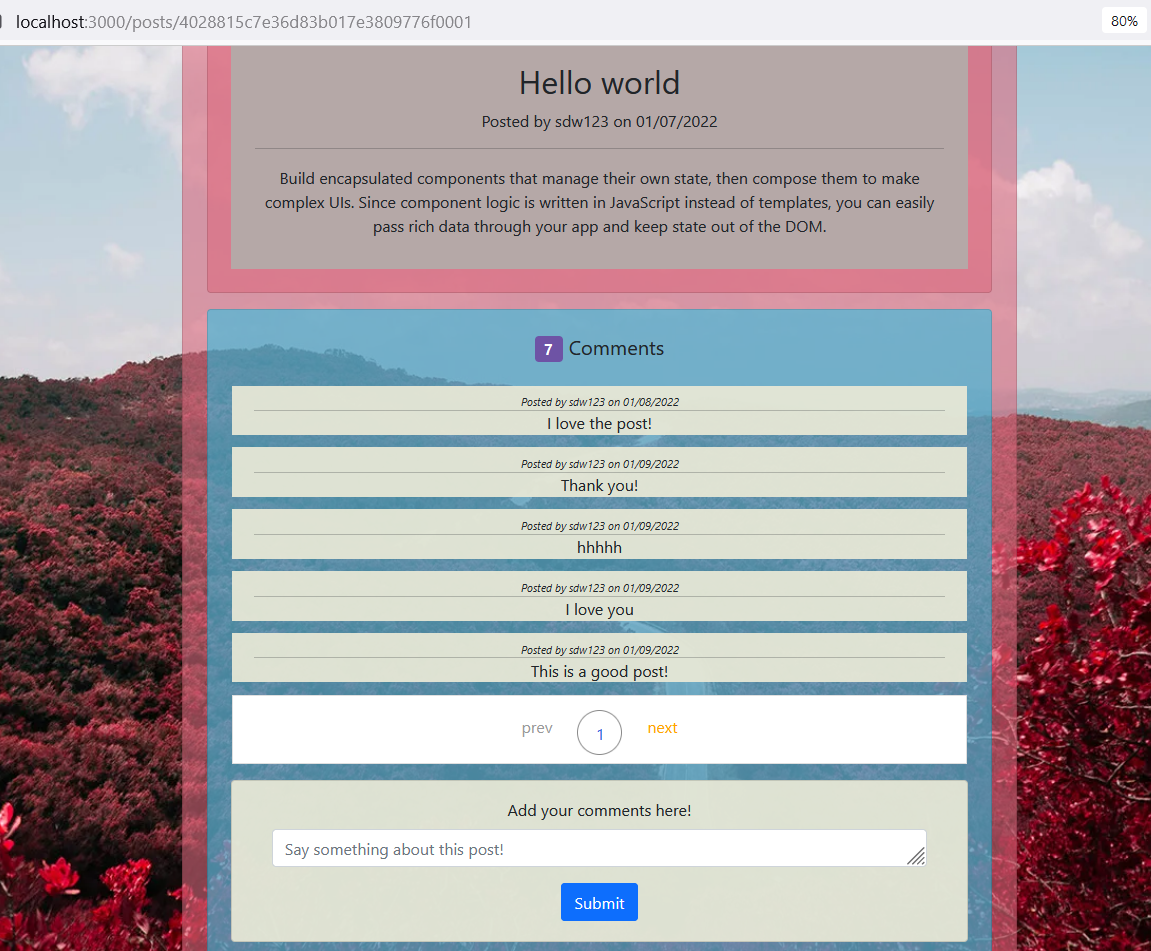 localhost:3000/posts/4028815c7e36d83b017e3809776f0001
80%
Hello world
Posted by sdw123 on 01/07/2022
Build encapsulated components that manage their own state, then compose them to make
complex UIs. Since component logic is written in JavaScript instead of templates, you can easily
pass rich data through your app and keep state out of the DOM.
7 Comments
Posted by sdw123 on 01/08/2022
I love the post!
Posted by sdw123 on 01/09/2022
Thank you!
Posted by sdw123 on 01/09/2022
hhhhh
Posted by sdw123 on 01/09/2022
I love you
Posted by sdw123 on 01/09/2022
This is a good post!
prev 1 next
Add your comments here!
Say something about this post!
Submit